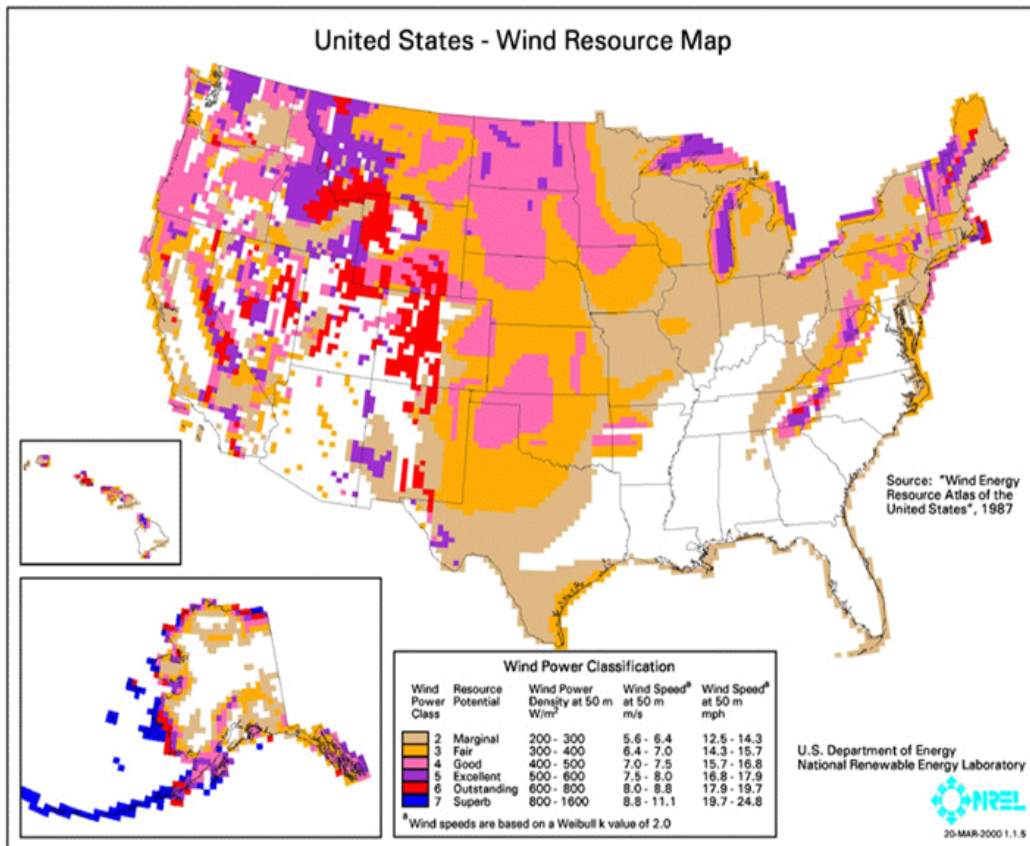 United States - Wind Resource Map
Source: "Wind Energy
Resource Atlas of the
United States", 1987
Wind Power Classification
Wind Power Class Resource Potential Wind Power Density at 50 m W/m² Wind Speedᵃ at 50 m m/s Wind Speedᵃ at 50 m mph
2 Marginal 200 - 300 5.6 - 6.4 12.5 - 14.3
3 Fair 300 - 400 6.4 - 7.0 14.3 - 15.7
4 Good 400 - 500 7.0 - 7.5 15.7 - 16.8
5 Excellent 500 - 600 7.5 - 8.0 16.8 - 17.9
6 Outstanding 600 - 800 8.0 - 8.8 17.9 - 19.7
7 Superb 800 - 1600 8.8 - 11.1 19.7 - 24.8
ᵃ Wind speeds are based on a Weibull k value of 2.0
U.S. Department of Energy
National Renewable Energy Laboratory
NREL
20-MAR-2000 1.1.5